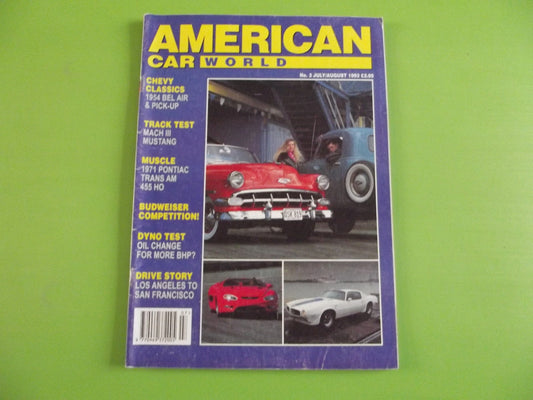 AMERICAN
CAR WORLD
No. 3 JULY/AUGUST 1993
CHEVY
CLASSICS
1954 BEL AIR
& PICK-UP
TRACK TEST
MACH III
MUSTANG
MUSCLE
1971 PONTIAC
TRANS AM
455 HO
BUDWEISER
COMPETITION!
DYNO TEST
OIL CHANGE
FOR MORE BHP?
DRIVE STORY
LOS ANGELES TO
SAN FRANCISCO